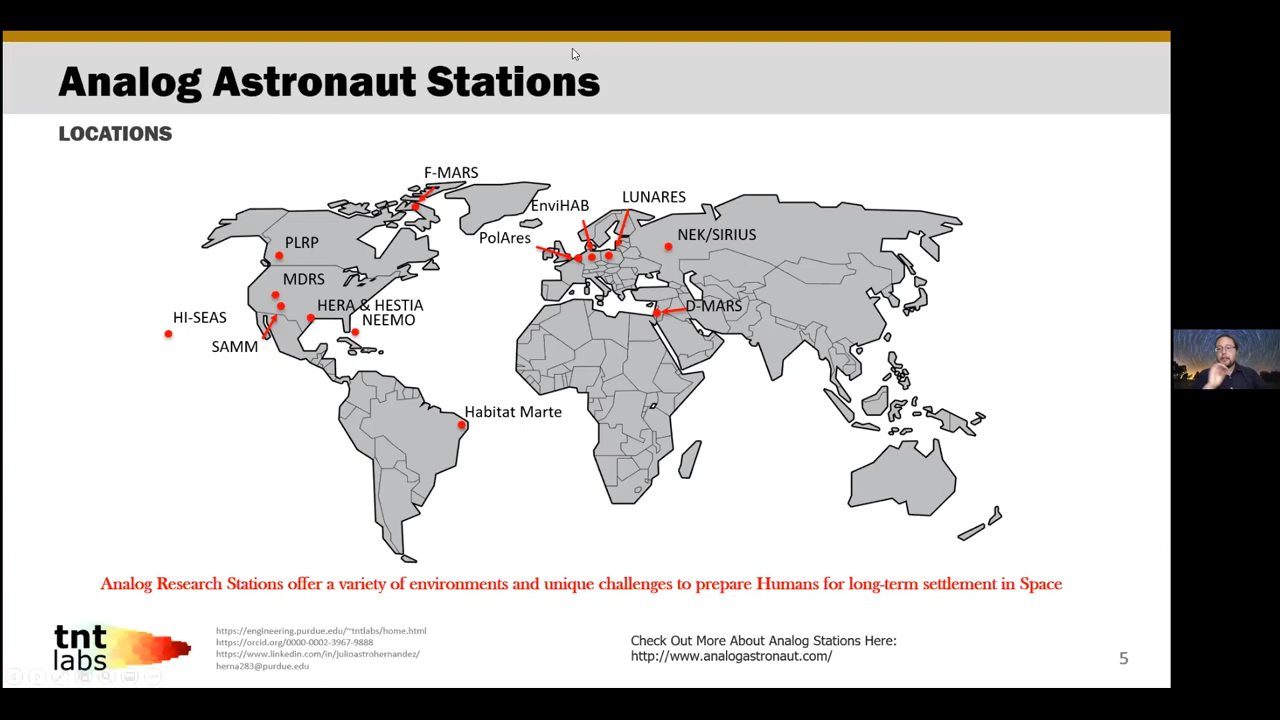 Analog Astronaut Stations
LOCATIONS
F-MARS
EnviHAB
LUNARES
PolAres
NEK/SIRIUS
PLRP
MDRS
HERA & HESTIA
NEEMO
D-MARS
HI-SEAS
SAMM
Habitat Marte
Analog Research Stations offer a variety of environments and unique challenges to prepare Humans for long-term settlement in Space
tnt
labs
https://engineering.purdue.edu/~tntlabs/home.html
https://orcid.org/0000-0002-3967-9888
https://www.linkedin.com/in/julioastrohernandez/
herna283@purdue.edu
Check Out More About Analog Stations Here:
http://www.analogastronaut.com/
5